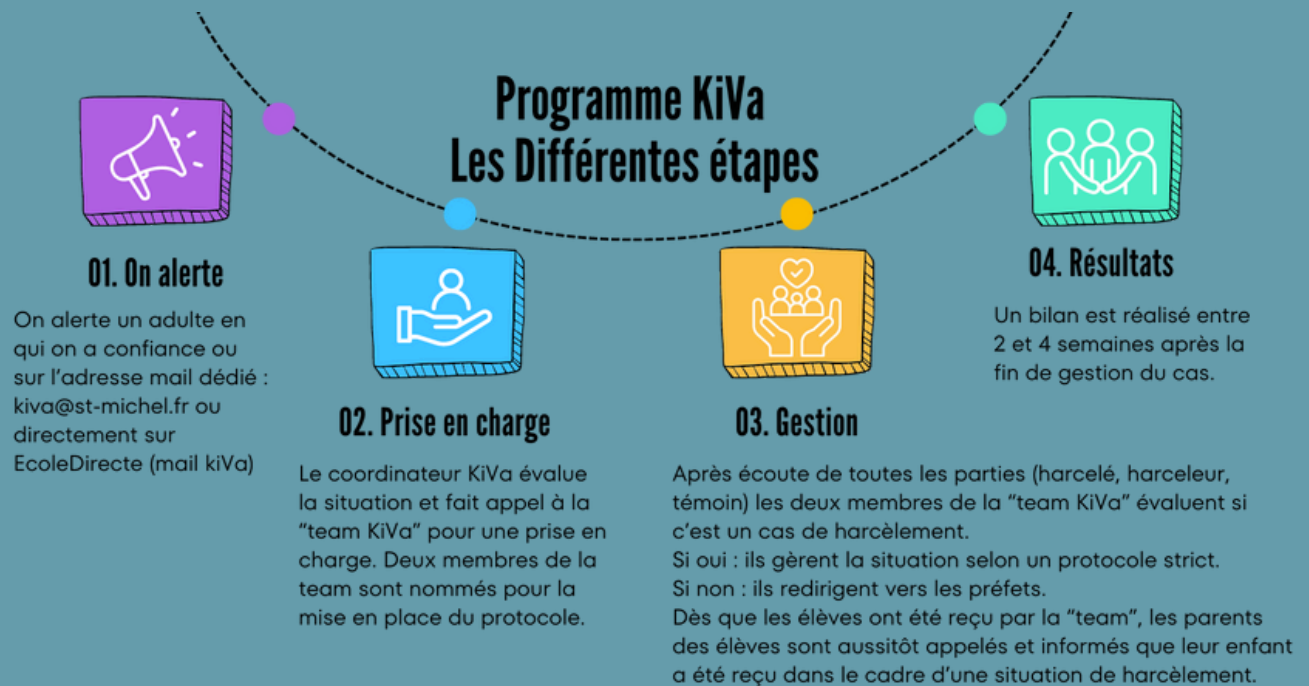 Programme KiVa
Les Différentes étapes
01. On alerte
On alerte un adulte en
qui on a confiance ou
sur l'adresse mail dédié :
kiva@st-michel.fr ou
directement sur
EcoleDirecte (mail kiVa)
02. Prise en charge
Le coordinateur KiVa évalue
la situation et fait appel à la
"team KiVa" pour une prise en
charge. Deux membres de la
team sont nommés pour la
mise en place du protocole.
03. Gestion
Après écoute de toutes les parties (harcelé, harceleur,
témoin) les deux membres de la "team KiVa" évaluent si
c'est un cas de harcèlement.
Si oui : ils gèrent la situation selon un protocole strict.
Si non : ils redirigent vers les préfets.
Dès que les élèves ont été reçu par la "team", les parents
des élèves sont aussitôt appelés et informés que leur enfant
a été reçu dans le cadre d'une situation de harcèlement.
04. Résultats
Un bilan est réalisé entre
2 et 4 semaines après la
fin de gestion du cas.